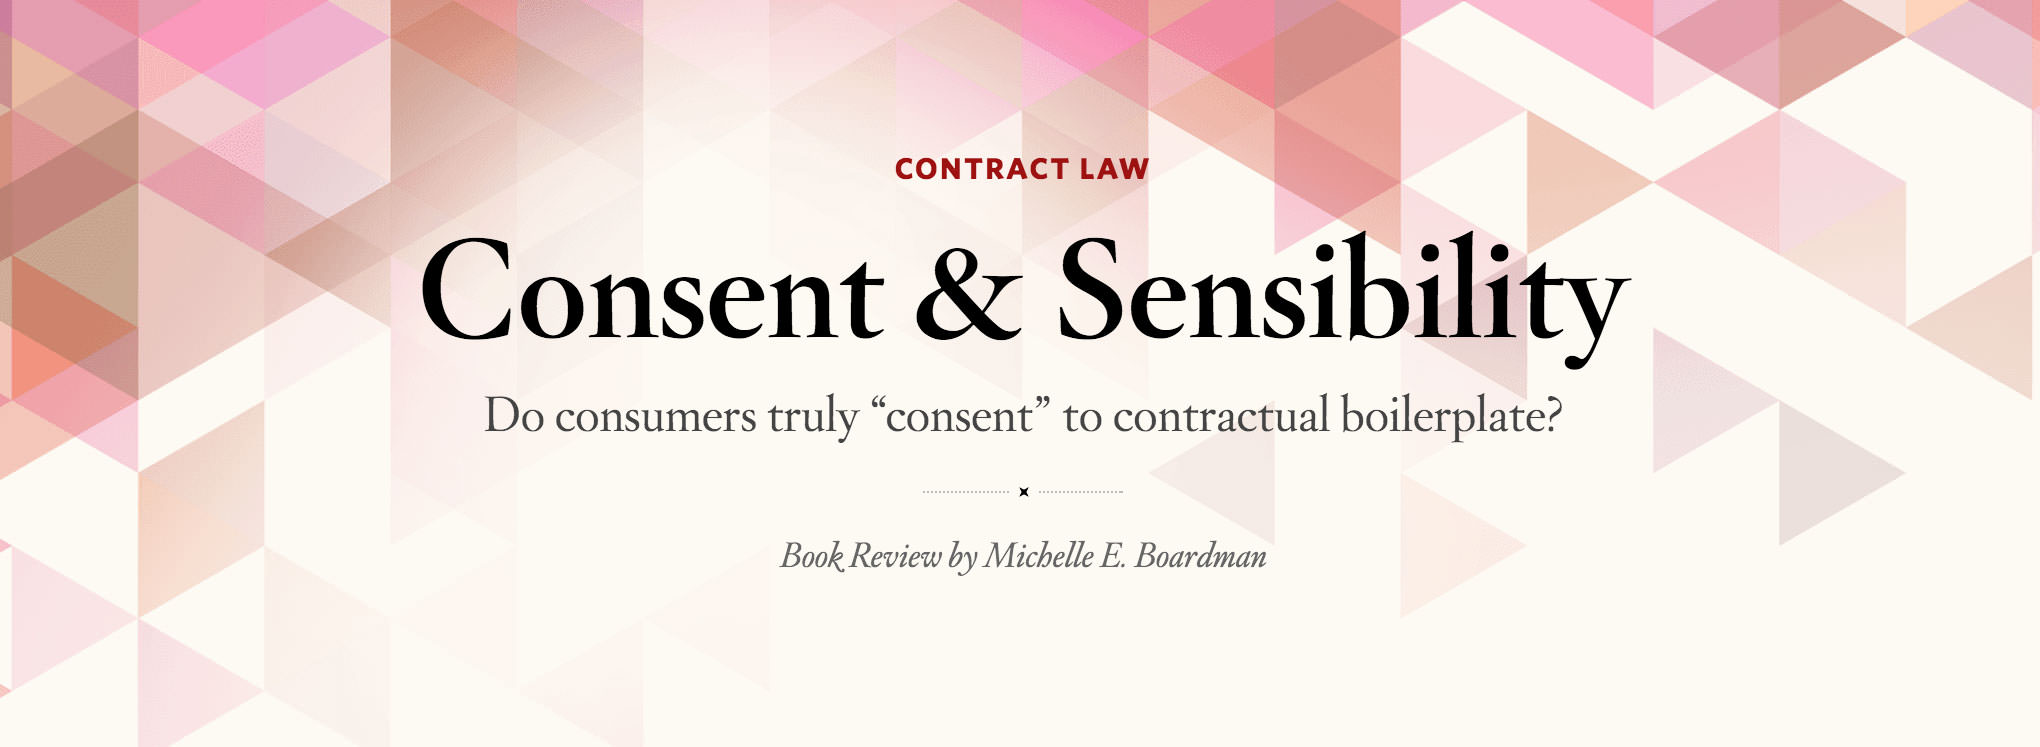 CONTRACT LAW
Consent & Sensibility
Do consumers truly “consent” to contractual boilerplate?
Book Review by Michelle E. Boardman